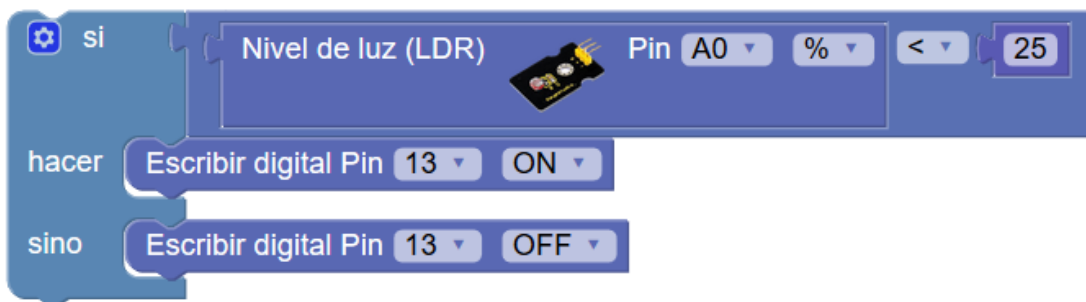 si Nivel de luz (LDR) Pin A0 % < 25
hacer Escribir digital Pin 13 ON
sino Escribir digital Pin 13 OFF